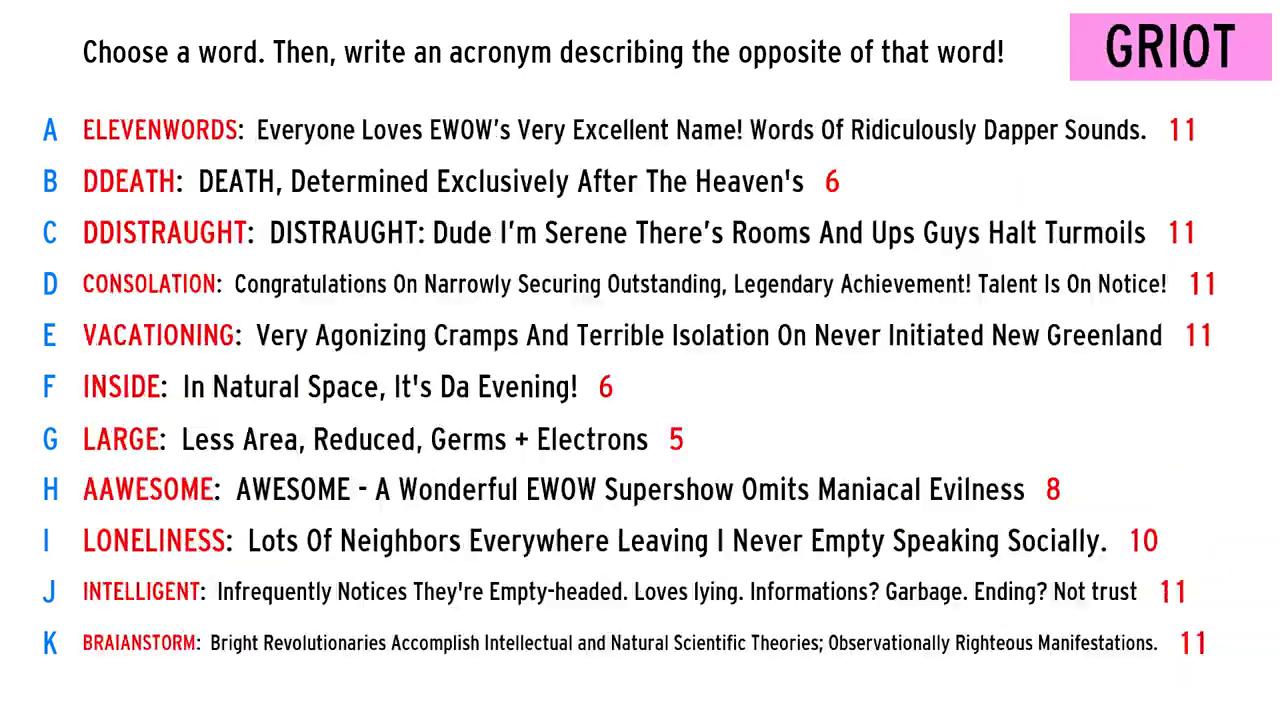 Choose a word. Then, write an acronym describing the opposite of that word!
GRIOT
A ELEVENWORDS: Everyone Loves EWOW’s Very Excellent Name! Words Of Ridiculously Dapper Sounds. 11
B DDEATH: DEATH, Determined Exclusively After The Heaven's 6
C DDISTRAUGHT: DISTRAUGHT: Dude I’m Serene There’s Rooms And Ups Guys Halt Turmoils 11
D CONSOLATION: Congratulations On Narrowly Securing Outstanding, Legendary Achievement! Talent Is On Notice! 11
E VACATIONING: Very Agonizing Cramps And Terrible Isolation On Never Initiated New Greenland 11
F INSIDE: In Natural Space, It's Da Evening! 6
G LARGE: Less Area, Reduced, Germs + Electrons 5
H AAWESOME: AWESOME - A Wonderful EWOW Supershow Omits Maniacal Evilness 8
I LONELINESS: Lots Of Neighbors Everywhere Leaving I Never Empty Speaking Socially. 10
J INTELLIGENT: Infrequently Notices They're Empty-headed. Loves lying. Informations? Garbage. Ending? Not trust 11
K BRAIANSTORM: Bright Revolutionaries Accomplish Intellectual and Natural Scientific Theories; Observationally Righteous Manifestations. 11